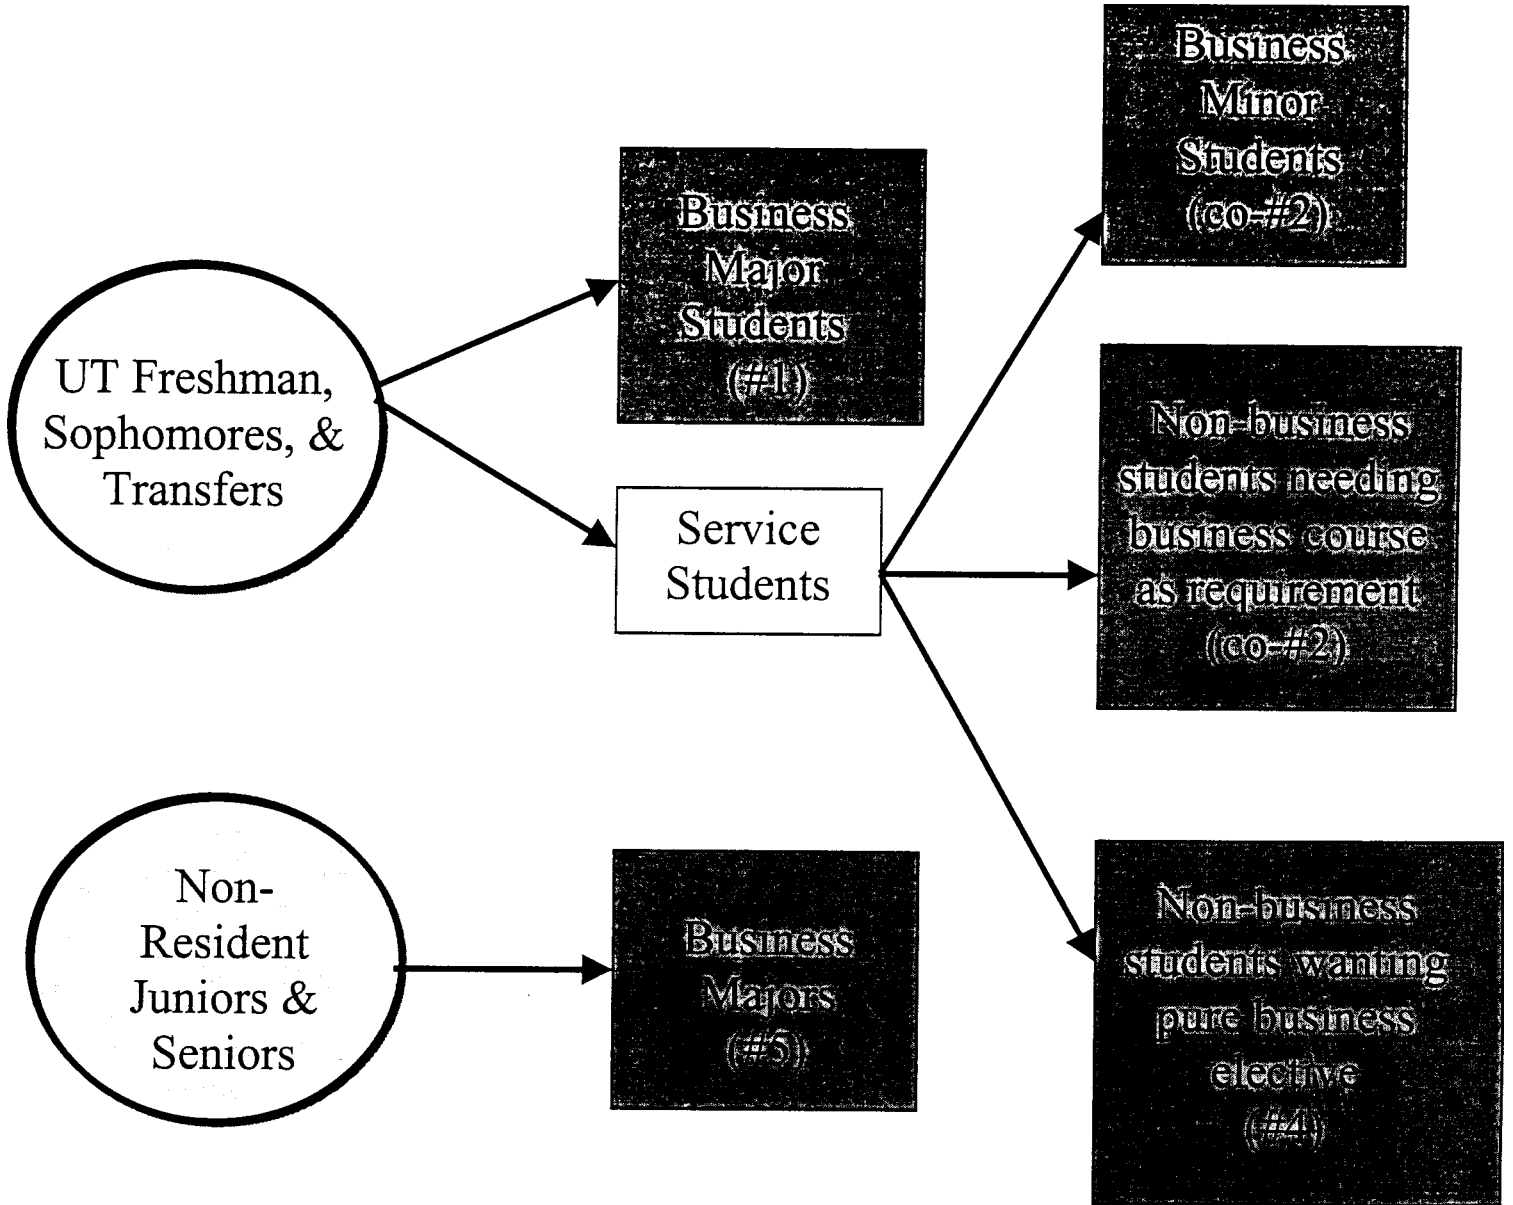 UT Freshman,
Sophomores, &
Transfers
Business
Major
Students
(#1)
Service
Students
Business
Minor
Students
(co-#2)
Non-business
students needing
business course
as requirement
(co-#2)
Non-business
students wanting
pure business
elective
(#4)
Non-
Resident
Juniors &
Seniors
Business
Majors
(#5)